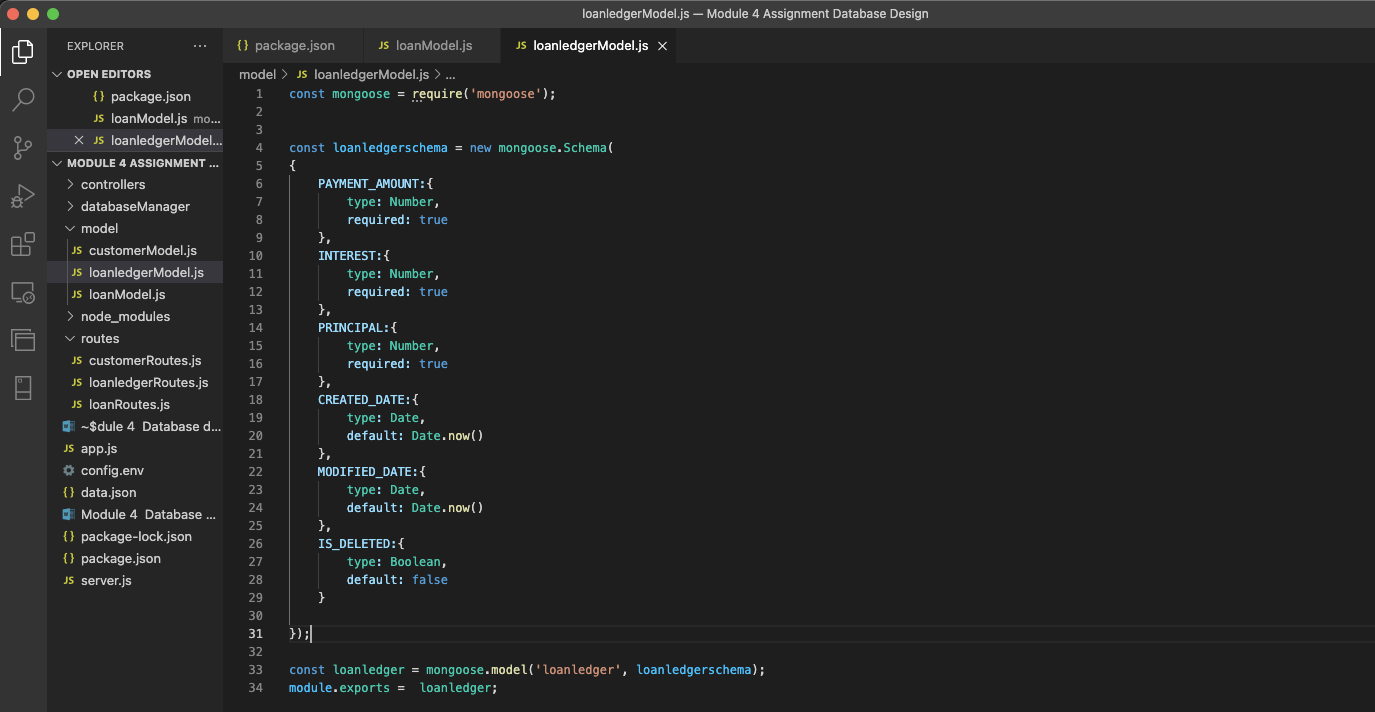 loanledgerModel.js — Module 4 Assignment Database Design
EXPLORER ...
OPEN EDITORS
{} package.json
JS loanModel.js mo...
× JS loanledgerModel...
MODULE 4 ASSIGNMENT ...
> controllers
> databaseManager
model
JS customerModel.js
JS loanledgerModel.js
JS loanModel.js
> node_modules
routes
JS customerRoutes.js
JS loanledgerRoutes.js
JS loanRoutes.js
~$dule 4 Database d...
JS app.js
config.env
{} data.json
Module 4 Database ...
{} package-lock.json
{} package.json
JS server.js
{} package.json JS loanModel.js JS loanledgerModel.js ×
model > JS loanledgerModel.js > ...
1 const mongoose = require('mongoose');
2
3
4 const loanledgerschema = new mongoose.Schema(
5 {
6 PAYMENT_AMOUNT:{
7 type: Number,
8 required: true
9 },
10 INTEREST:{
11 type: Number,
12 required: true
13 },
14 PRINCIPAL:{
15 type: Number,
16 required: true
17 },
18 CREATED_DATE:{
19 type: Date,
20 default: Date.now()
21 },
22 MODIFIED_DATE:{
23 type: Date,
24 default: Date.now()
25 },
26 IS_DELETED:{
27 type: Boolean,
28 default: false
29 }
30
31 });
32
33 const loanledger = mongoose.model('loanledger', loanledgerschema);
34 module.exports = loanledger;